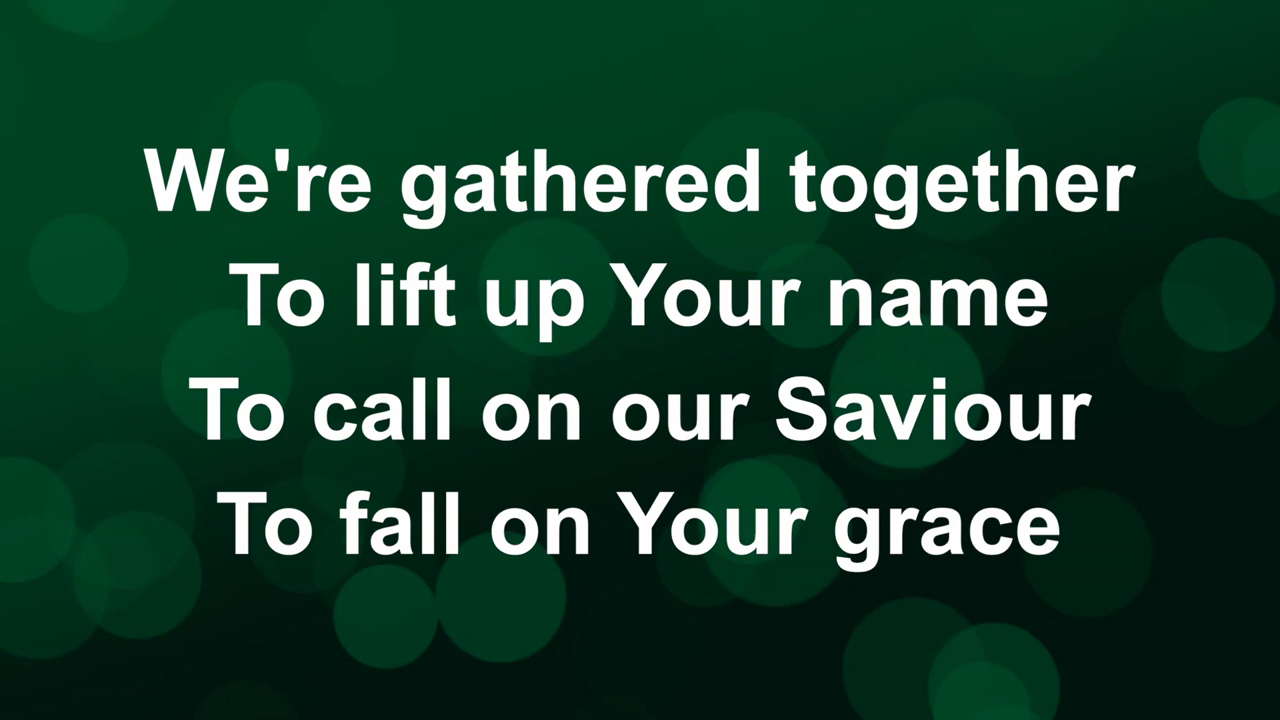 We're gathered together
To lift up Your name
To call on our Saviour
To fall on Your grace